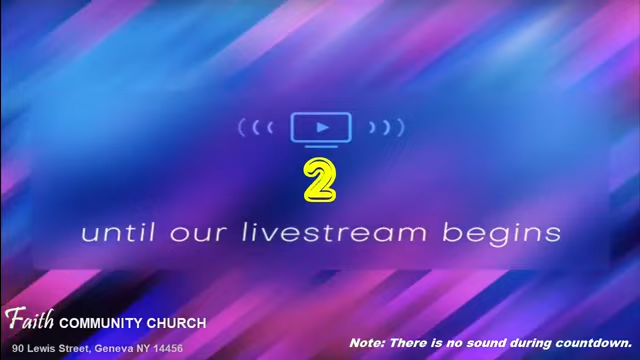 2
until our livestream begins
Faith COMMUNITY CHURCH
90 Lewis Street, Geneva NY 14456
Note: There is no sound during countdown.